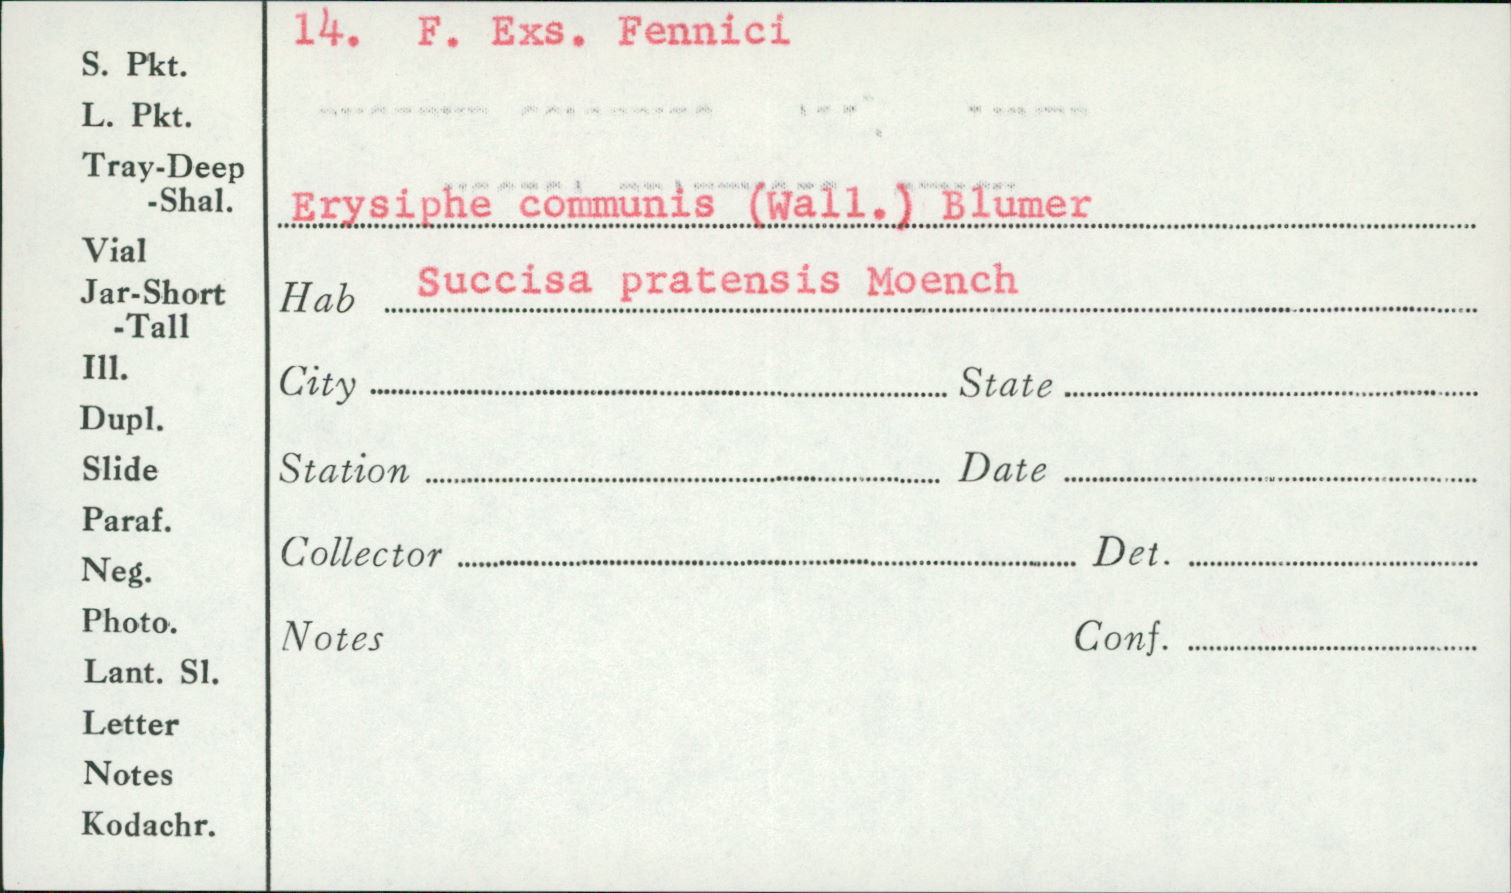 14. F. Exs. Fennici
S. Pkt.
L. Pkt.
Tray-Deep
-Shal.
Vial
Jar-Short
-Tall
Ill.
Dupl.
Slide
Paraf.
Neg.
Photo.
Lant. Sl.
Letter
Notes
Kodachr.
Erysiphe communis (Wall.) Blumer
Hab Succisa pratensis Moench
City State
Station Date
Collector Det.
Notes Conf.